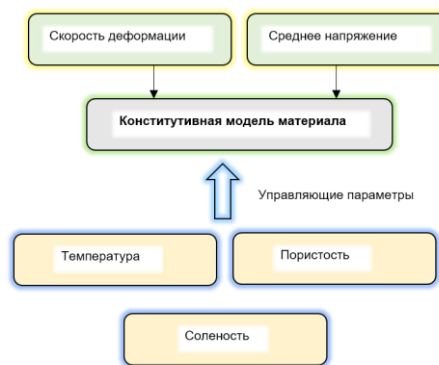 Скорость деформации
Среднее напряжение
Конститутивная модель материала
Управляющие параметры
Температура
Пористость
Соленость